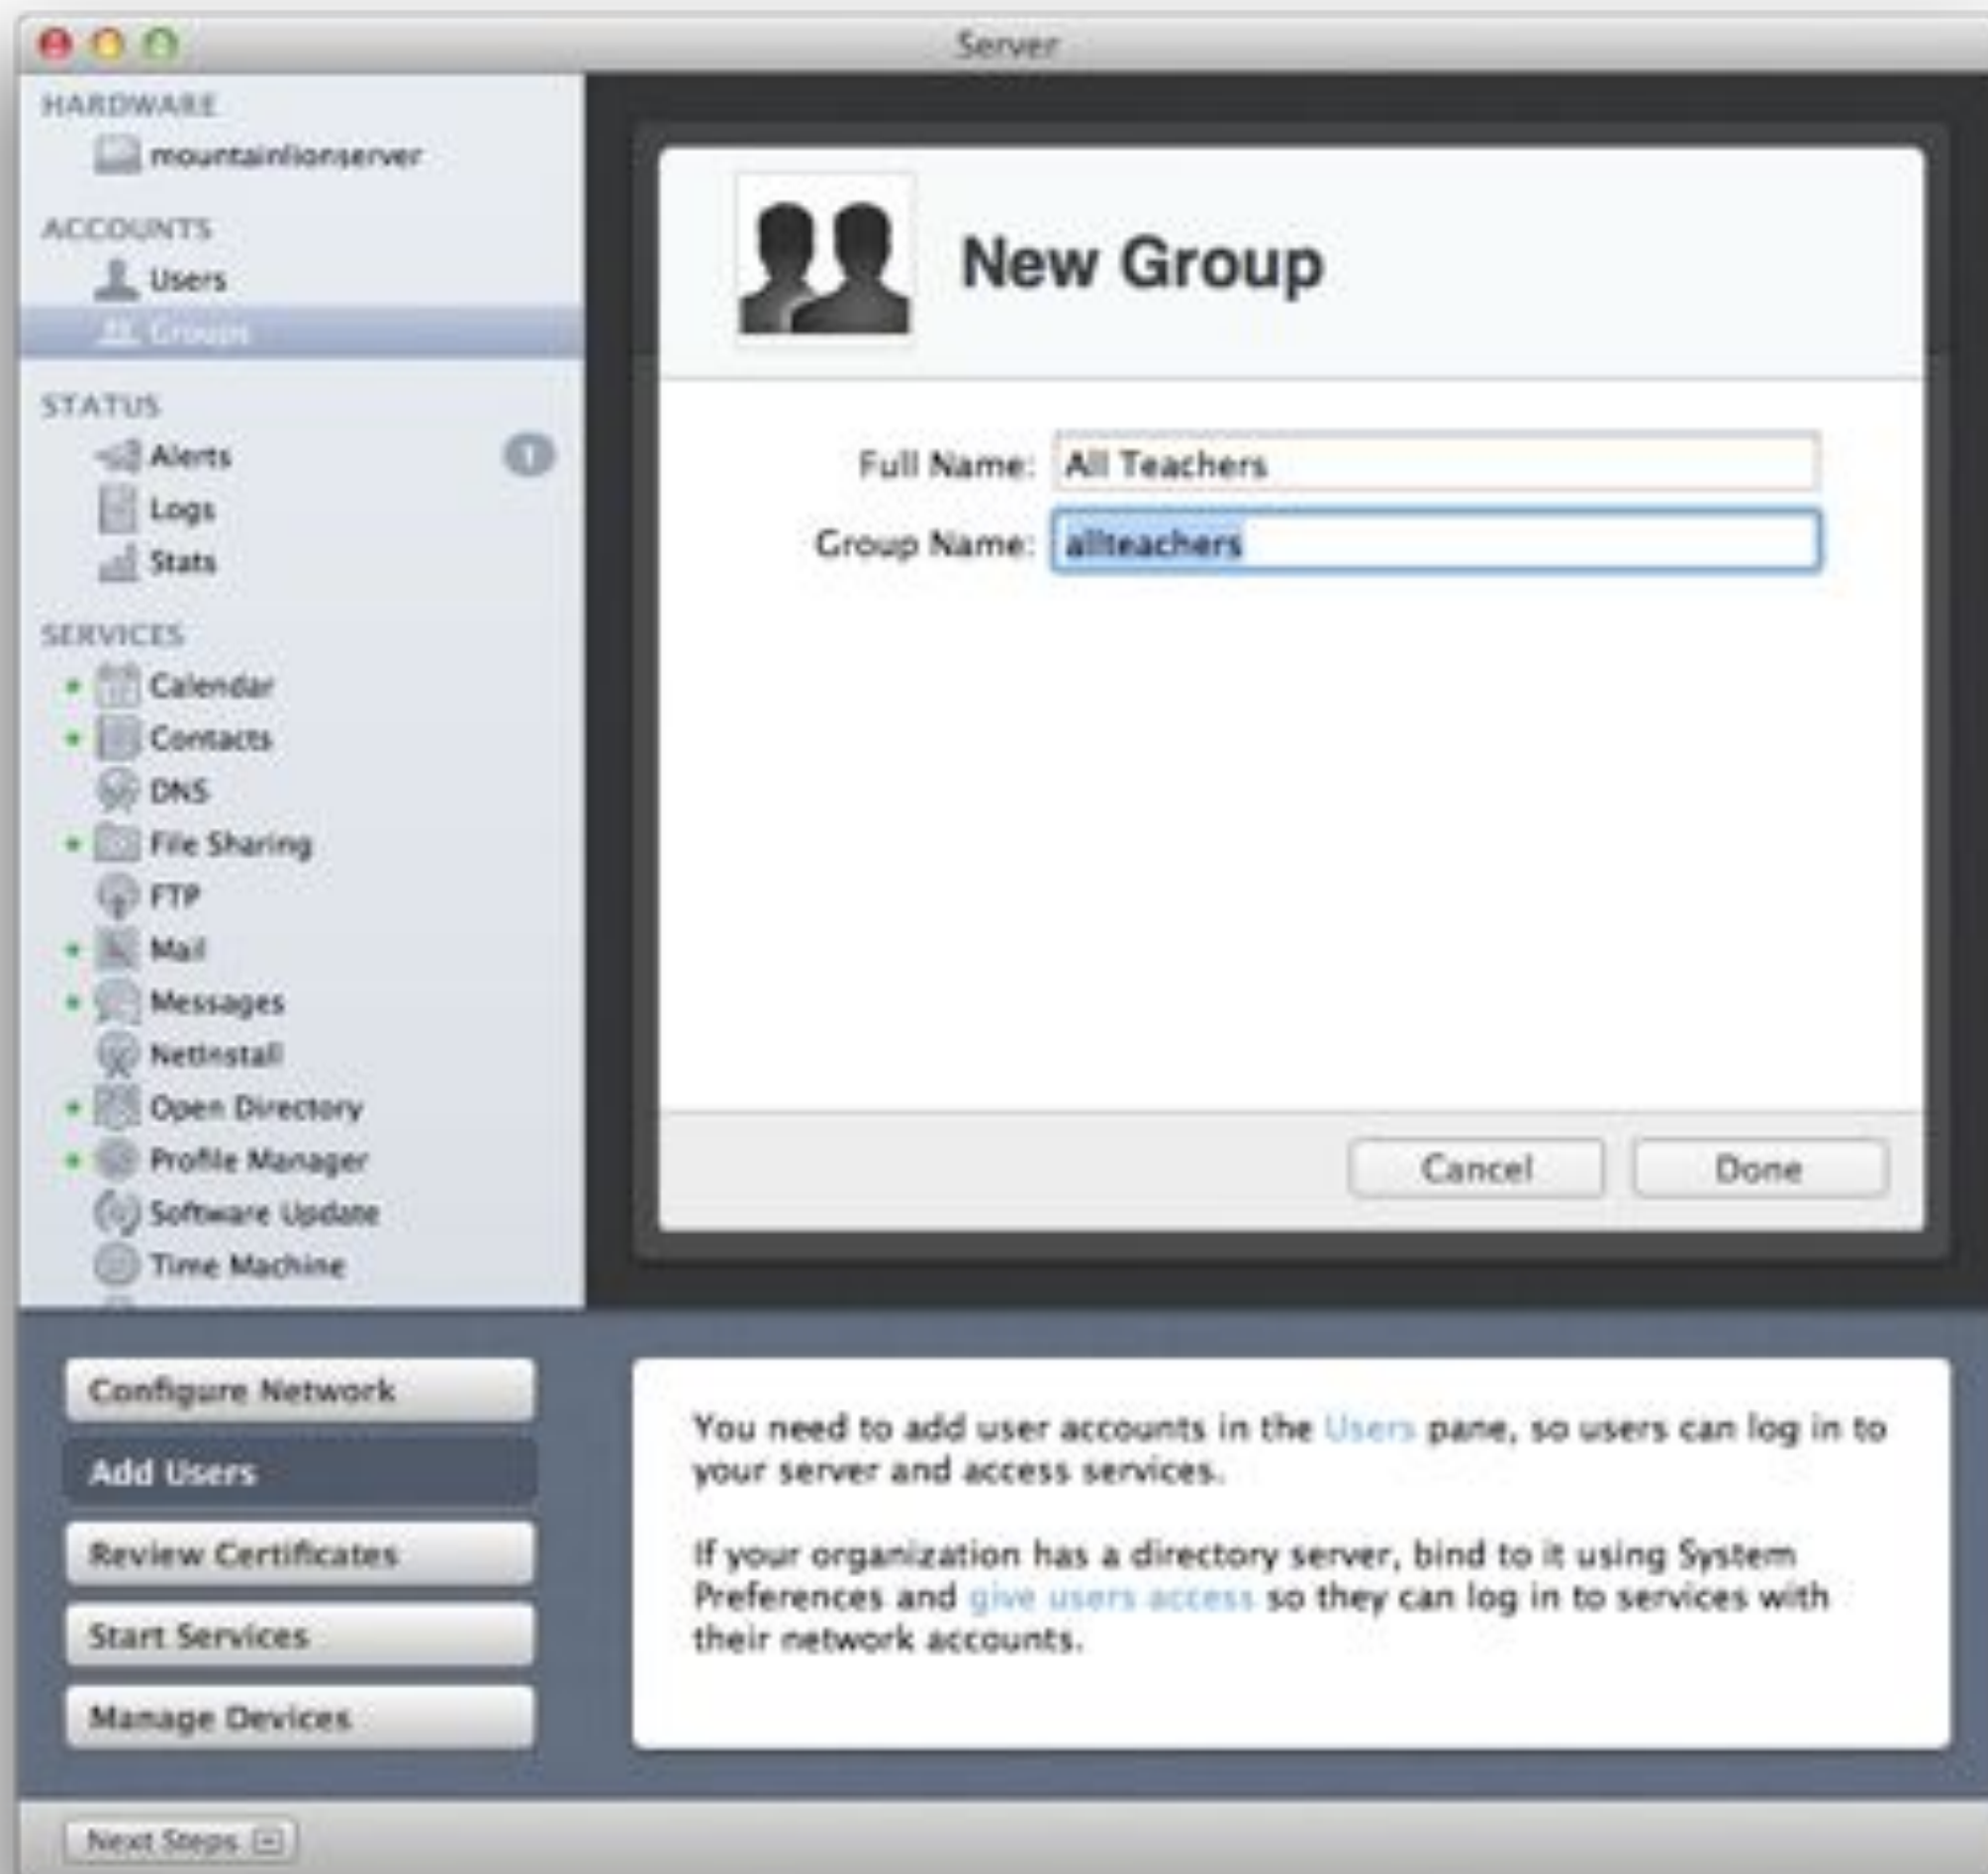 Server
HARDWARE
mountainlionserver
ACCOUNTS
Users
Groups
STATUS
Alerts 1
Logs
Stats
SERVICES
Calendar
Contacts
DNS
File Sharing
FTP
Mail
Messages
NetInstall
Open Directory
Profile Manager
Software Update
Time Machine
New Group
Full Name: All Teachers
Group Name: allteachers
Cancel Done
Configure Network
Add Users
Review Certificates
Start Services
Manage Devices
You need to add user accounts in the Users pane, so users can log in to
your server and access services.
If your organization has a directory server, bind to it using System
Preferences and give users access so they can log in to services with
their network accounts.
Next Steps